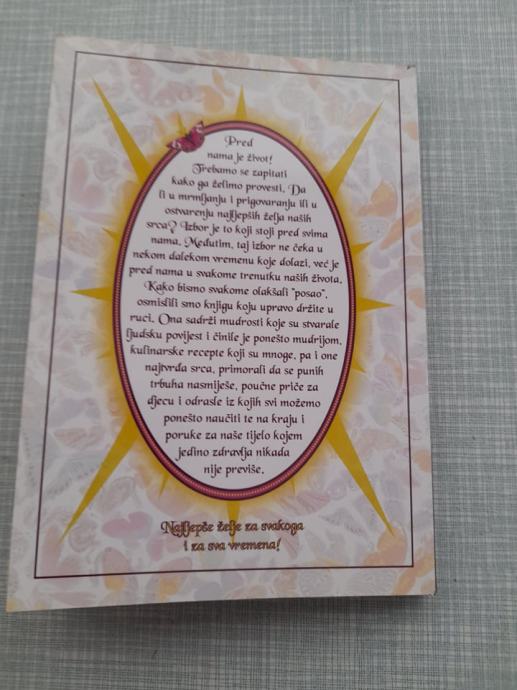 Pred
nama je život!
Trebamo se zapitati
kako ga želimo provesti. Da
li u mrmljanju i prigovaranju ili u
ostvarenju najljepših želja naših
srca? Izbor je to koji stoji pred svima
nama. Međutim, taj izbor ne čeka u
nekom dalekom vremenu koje dolazi, već je
pred nama u svakome trenutku naših života.
Kako bismo svakome olakšali "posao",
osmislili smo knjigu koju upravo držite u
ruci. Ona sadrži mudrosti koje su stvarale
ljudsku povijest i činile je ponešto mudrijom,
kulinarske recepte koji su mnoge, pa i one
najtvrđa srca, primorali da se punih
trbuha nasmiješe, poučne priče za
djecu i odrasle iz kojih svi možemo
ponešto naučiti te na kraju i
poruke za naše tijelo kojem
jedino zdravlja nikada
nije previše.
Najljepše želje za svakoga
i za sva vremena!